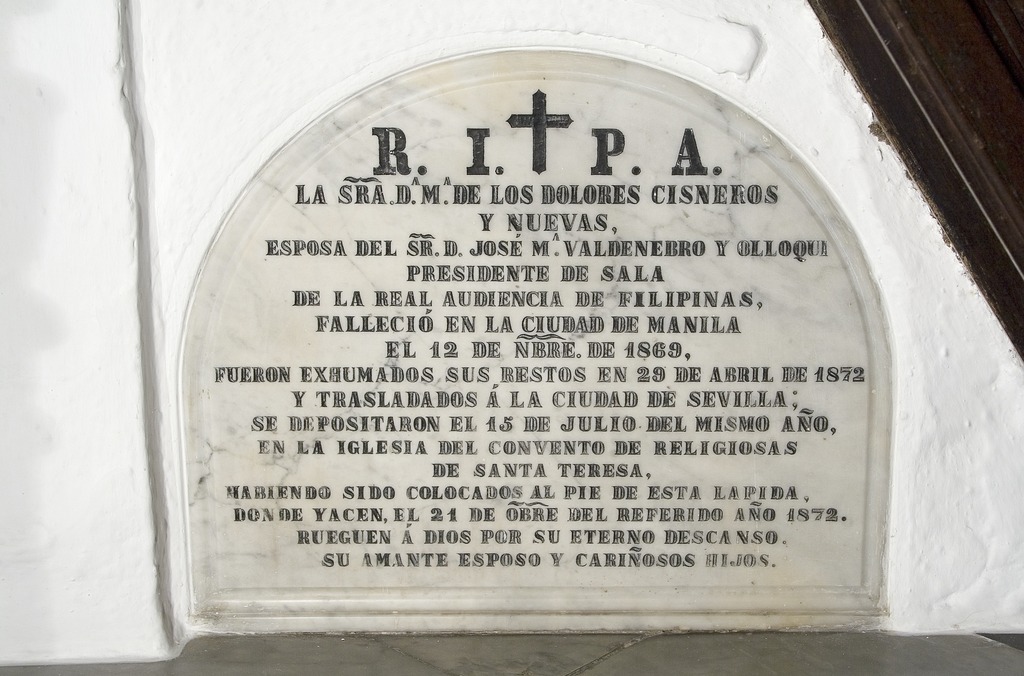 R. I. P. A.
LA SRA. D.ᴬ M.ᴬ DE LOS DOLORES CISNEROS
Y NUEVAS,
ESPOSA DEL SR. D. JOSÉ M.ᴬ VALDENEBRO Y OLLOQUI
PRESIDENTE DE SALA
DE LA REAL AUDIENCIA DE FILIPINAS,
FALLECIÓ EN LA CIUDAD DE MANILA
EL 12 DE NBRE. DE 1869,
FUERON EXHUMADOS SUS RESTOS EN 29 DE ABRIL DE 1872
Y TRASLADADOS Á LA CIUDAD DE SEVILLA;
SE DEPOSITARON EL 15 DE JULIO DEL MISMO AÑO,
EN LA IGLESIA DEL CONVENTO DE RELIGIOSAS
DE SANTA TERESA,
HABIENDO SIDO COLOCADOS AL PIE DE ESTA LAPIDA,
DONDE YACEN, EL 21 DE OBRE DEL REFERIDO AÑO 1872.
RUEGUEN Á DIOS POR SU ETERNO DESCANSO.
SU AMANTE ESPOSO Y CARIÑOSOS HIJOS.